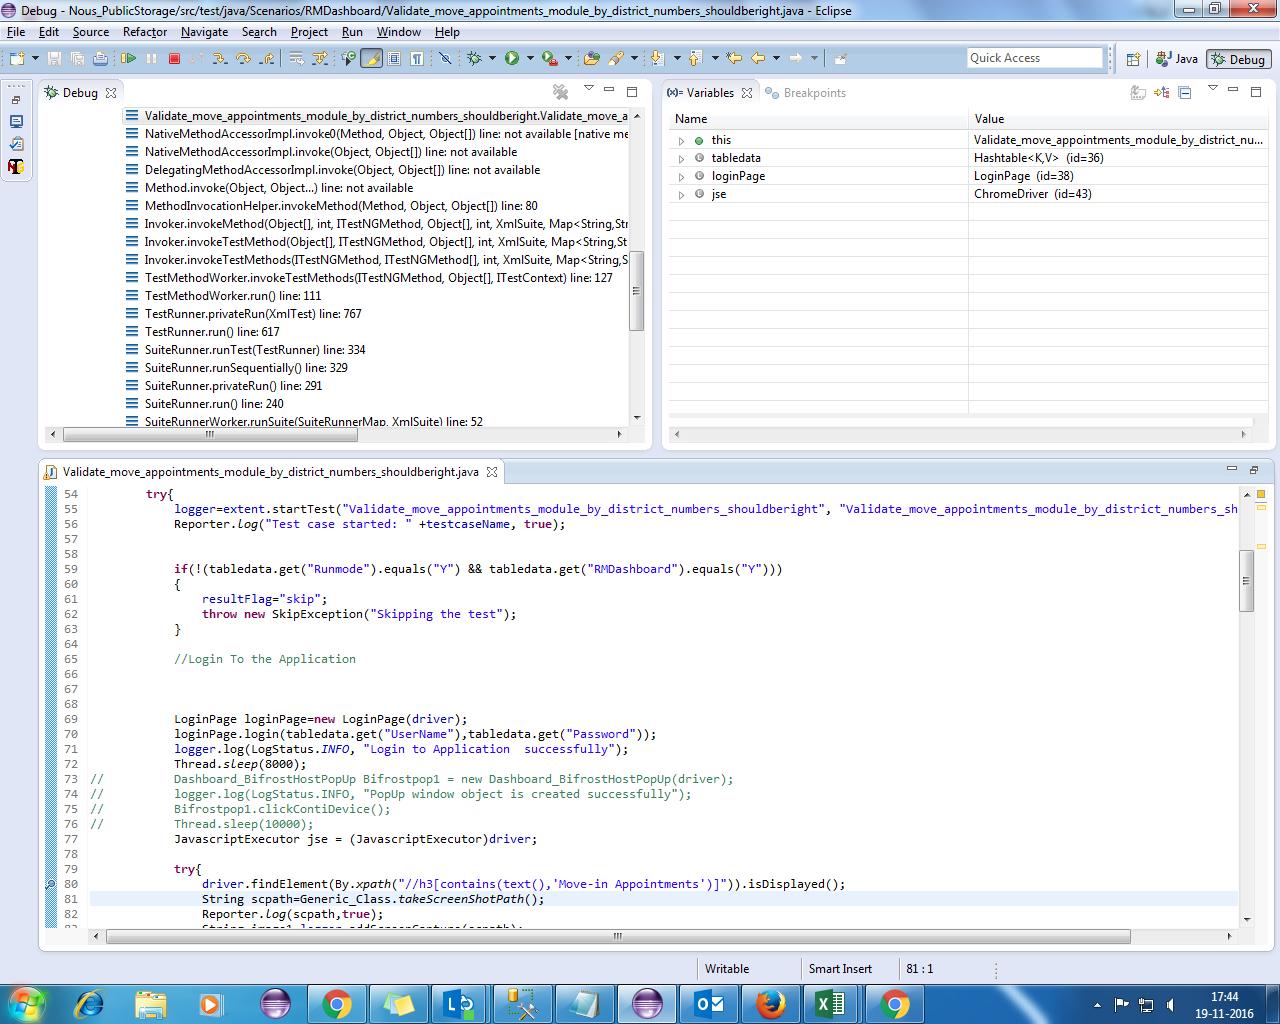 Debug - Nous_PublicStorage/src/test/java/Scenarios/RMDashboard/Validate_move_appointments_module_by_district_numbers_shouldberight.java - Eclipse
File Edit Source Refactor Navigate Search Project Run Window Help
Quick Access
Java
Debug
Debug
Validate_move_appointments_module_by_district_numbers_shouldberight.Validate_move_a
NativeMethodAccessorImpl.invoke0(Method, Object, Object[]) line: not available [native me
NativeMethodAccessorImpl.invoke(Object, Object[]) line: not available
DelegatingMethodAccessorImpl.invoke(Object, Object[]) line: not available
Method.invoke(Object, Object...) line: not available
MethodInvocationHelper.invokeMethod(Method, Object, Object[]) line: 80
Invoker.invokeMethod(Object[], int, ITestNGMethod, Object[], int, XmlSuite, Map<String,Str
Invoker.invokeTestMethod(Object[], ITestNGMethod, Object[], int, XmlSuite, Map<String,St
Invoker.invokeTestMethods(ITestNGMethod, ITestNGMethod[], int, XmlSuite, Map<String,S
TestMethodWorker.invokeTestMethods(ITestNGMethod, Object[], ITestContext) line: 127
TestMethodWorker.run() line: 111
TestRunner.privateRun(XmlTest) line: 767
TestRunner.run() line: 617
SuiteRunner.runTest(TestRunner) line: 334
SuiteRunner.runSequentially() line: 329
SuiteRunner.privateRun() line: 291
SuiteRunner.run() line: 240
SuiteRunnerWorker.runSuite(SuiteRunnerMap, XmlSuite) line: 52
(x)= Variables Breakpoints
Name Value
this Validate_move_appointments_module_by_district_nu...
tabledata Hashtable<K,V> (id=36)
loginPage LoginPage (id=38)
jse ChromeDriver (id=43)
Validate_move_appointments_module_by_district_numbers_shouldberight.java
54 try{
55 logger=extent.startTest("Validate_move_appointments_module_by_district_numbers_shouldberight", "Validate_move_appointments_module_by_district_numbers_sh
56 Reporter.log("Test case started: " +testcaseName, true);
57
58
59 if(!(tabledata.get("Runmode").equals("Y") && tabledata.get("RMDashboard").equals("Y")))
60 {
61 resultFlag="skip";
62 throw new SkipException("Skipping the test");
63 }
64
65 //Login To the Application
66
67
68
69 LoginPage loginPage=new LoginPage(driver);
70 loginPage.login(tabledata.get("UserName"),tabledata.get("Password"));
71 logger.log(LogStatus.INFO, "Login to Application  successfully");
72 Thread.sleep(8000);
73 // Dashboard_BifrostHostPopUp Bifrostpop1 = new Dashboard_BifrostHostPopUp(driver);
74 // logger.log(LogStatus.INFO, "PopUp window object is created successfully");
75 // Bifrostpop1.clickContiDevice();
76 // Thread.sleep(10000);
77 JavascriptExecutor jse = (JavascriptExecutor)driver;
78
79 try{
80 driver.findElement(By.xpath("//h3[contains(text(),'Move-in Appointments')]")).isDisplayed();
81 String scpath=Generic_Class.takeScreenShotPath();
82 Reporter.log(scpath,true);
Writable Smart Insert 81 : 1
17:44
19-11-2016